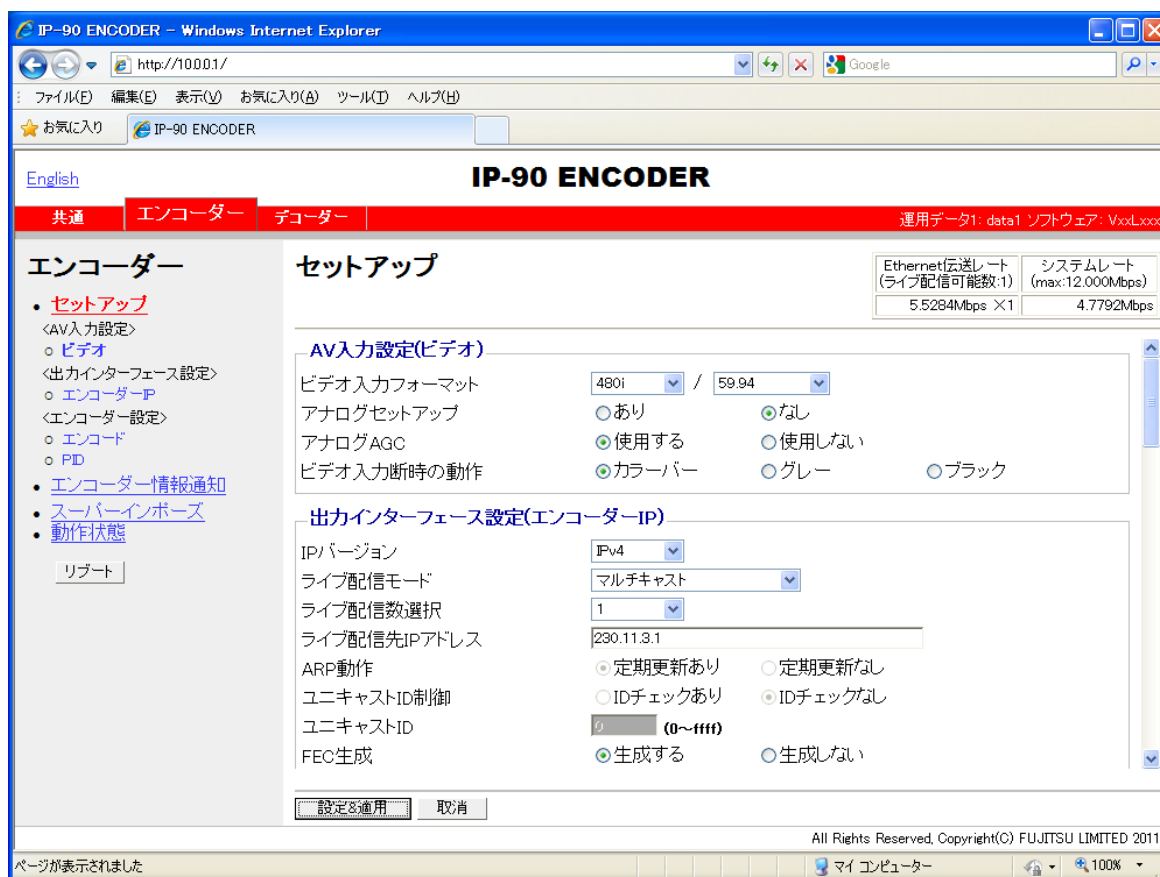 IP-90 ENCODER - Windows Internet Explorer
http://10.0.0.1/
Google
ファイル(F) 編集(E) 表示(V) お気に入り(A) ツール(T) ヘルプ(H)
お気に入り IP-90 ENCODER
English
IP-90 ENCODER
共通 エンコーダー デコーダー
運用データ1: data1 ソフトウェア: VxxLxxx
エンコーダー
セットアップ
<AV入力設定>
ビデオ
<出力インターフェース設定>
エンコーダーIP
<エンコーダー設定>
エンコード
PID
エンコーダー情報通知
スーパーインポーズ
動作状態
リブート
セットアップ
Ethernet伝送レート
(ライブ配信可能数:1)
5.5284Mbps ×1
システムレート
(max:12.000Mbps)
4.7792Mbps
AV入力設定(ビデオ)
ビデオ入力フォーマット 480i / 59.94
アナログセットアップ あり なし
アナログAGC 使用する 使用しない
ビデオ入力断時の動作 カラーバー グレー ブラック
出力インターフェース設定(エンコーダーIP)
IPバージョン IPv4
ライブ配信モード マルチキャスト
ライブ配信数選択 1
ライブ配信先IPアドレス 230.11.3.1
ARP動作 定期更新あり 定期更新なし
ユニキャストID制御 IDチェックあり IDチェックなし
ユニキャストID 0 (0~ffff)
FEC生成 生成する 生成しない
設定&適用 取消
All Rights Reserved, Copyright(C) FUJITSU LIMITED 2011
ページが表示されました マイ コンピューター 100%